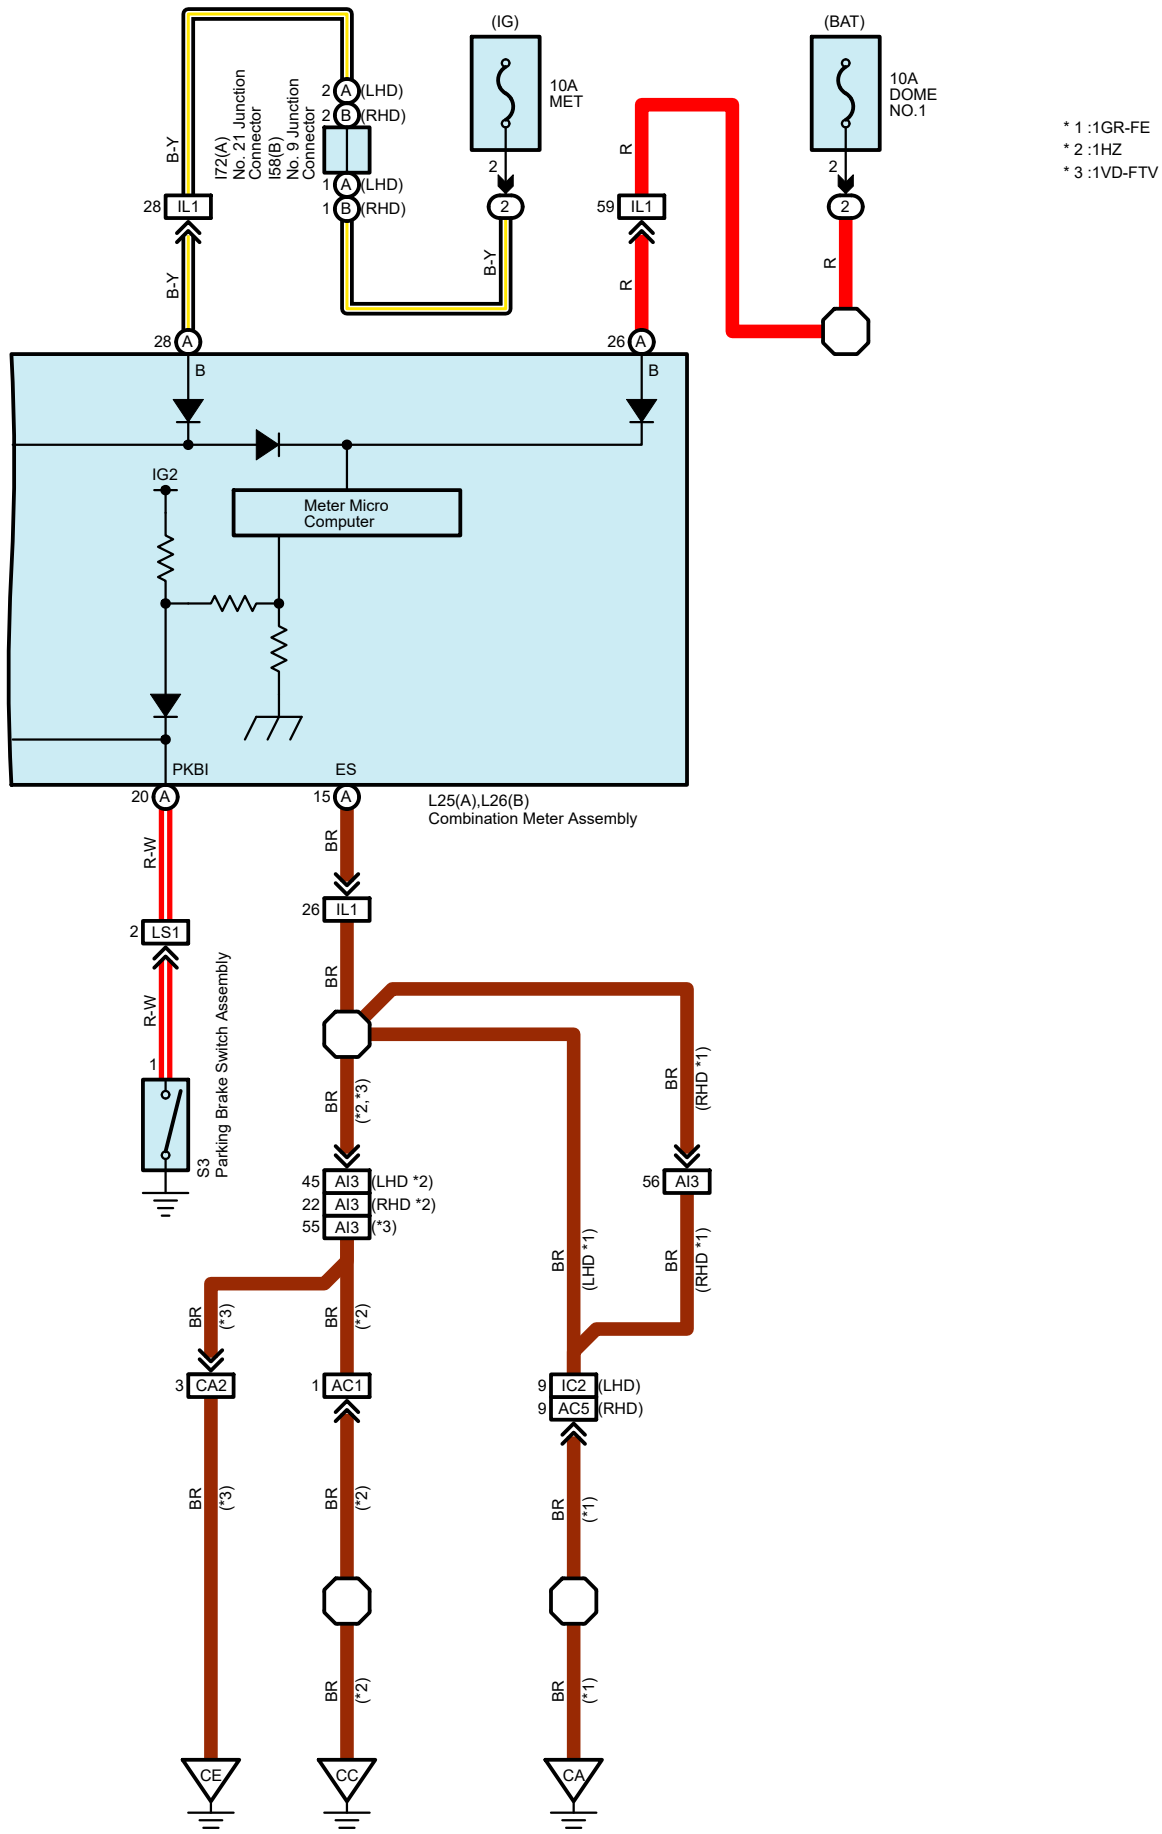 (IG)
(BAT)
10A
MET
10A
DOME
NO.1
* 1 :1GR-FE
* 2 :1HZ
* 3 :1VD-FTV
I72(A)
No. 21 Junction
Connector
I58(B)
No. 9 Junction
Connector
2 A (LHD)
2 B (RHD)
1 A (LHD)
1 B (RHD)
B-Y
28 IL1
B-Y
B-Y
2
2
R
59 IL1
R
2
2
R
28 A
26 A
B
B
IG2
Meter Micro
Computer
PKBI
ES
20 A
15 A
L25(A),L26(B)
Combination Meter Assembly
R-W
2 LS1
R-W
1
S3
Parking Brake Switch Assembly
BR
26 IL1
BR
BR
(*2,*3)
BR
(RHD *1)
45 AI3 (LHD *2)
22 AI3 (RHD *2)
55 AI3 (*3)
56 AI3
BR
(LHD *1)
BR
(RHD *1)
BR
(*3)
BR
(*2)
3 CA2
1 AC1
9 IC2 (LHD)
9 AC5 (RHD)
BR
(*3)
BR
(*2)
BR
(*1)
BR
(*2)
BR
(*1)
CE
CC
CA